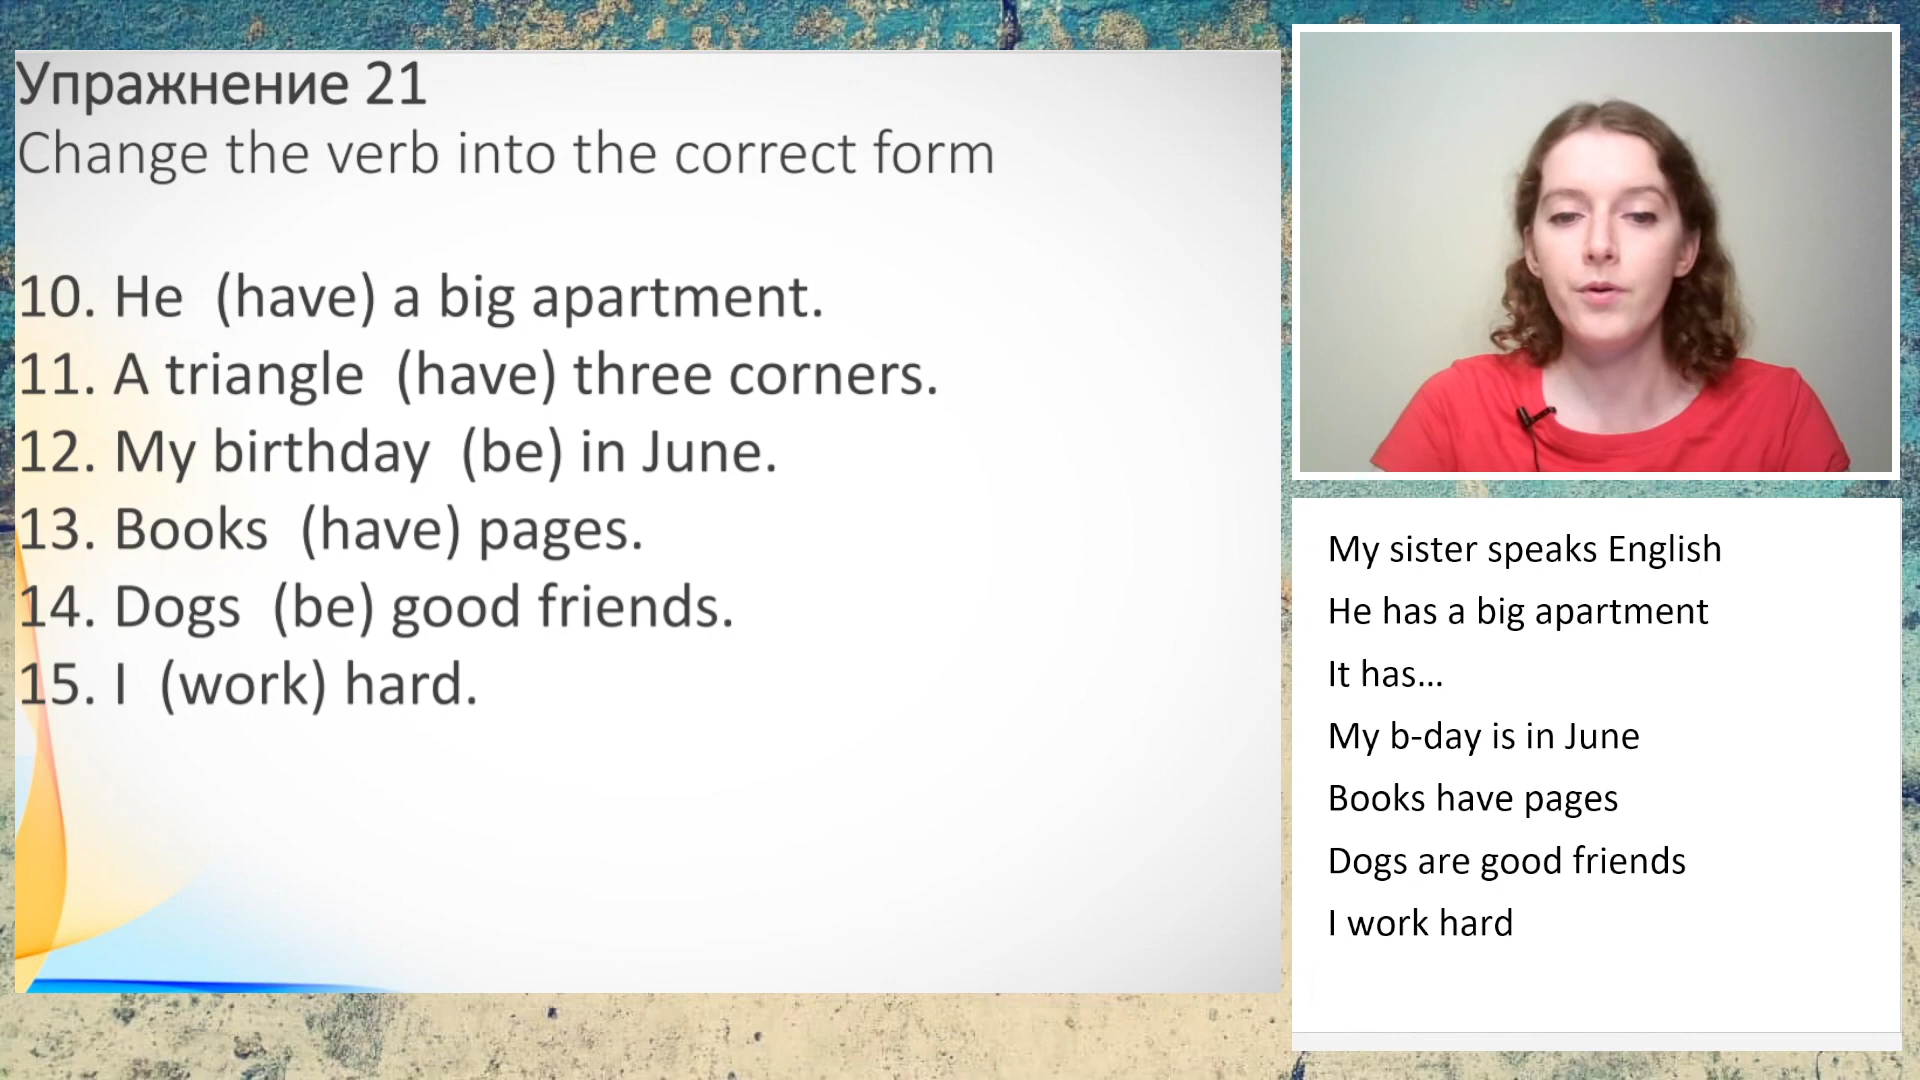 Упражнение 21
Change the verb into the correct form
10. He (have) a big apartment.
11. A triangle (have) three corners.
12. My birthday (be) in June.
13. Books (have) pages.
14. Dogs (be) good friends.
15. I (work) hard.
My sister speaks English
He has a big apartment
It has...
My b-day is in June
Books have pages
Dogs are good friends
I work hard